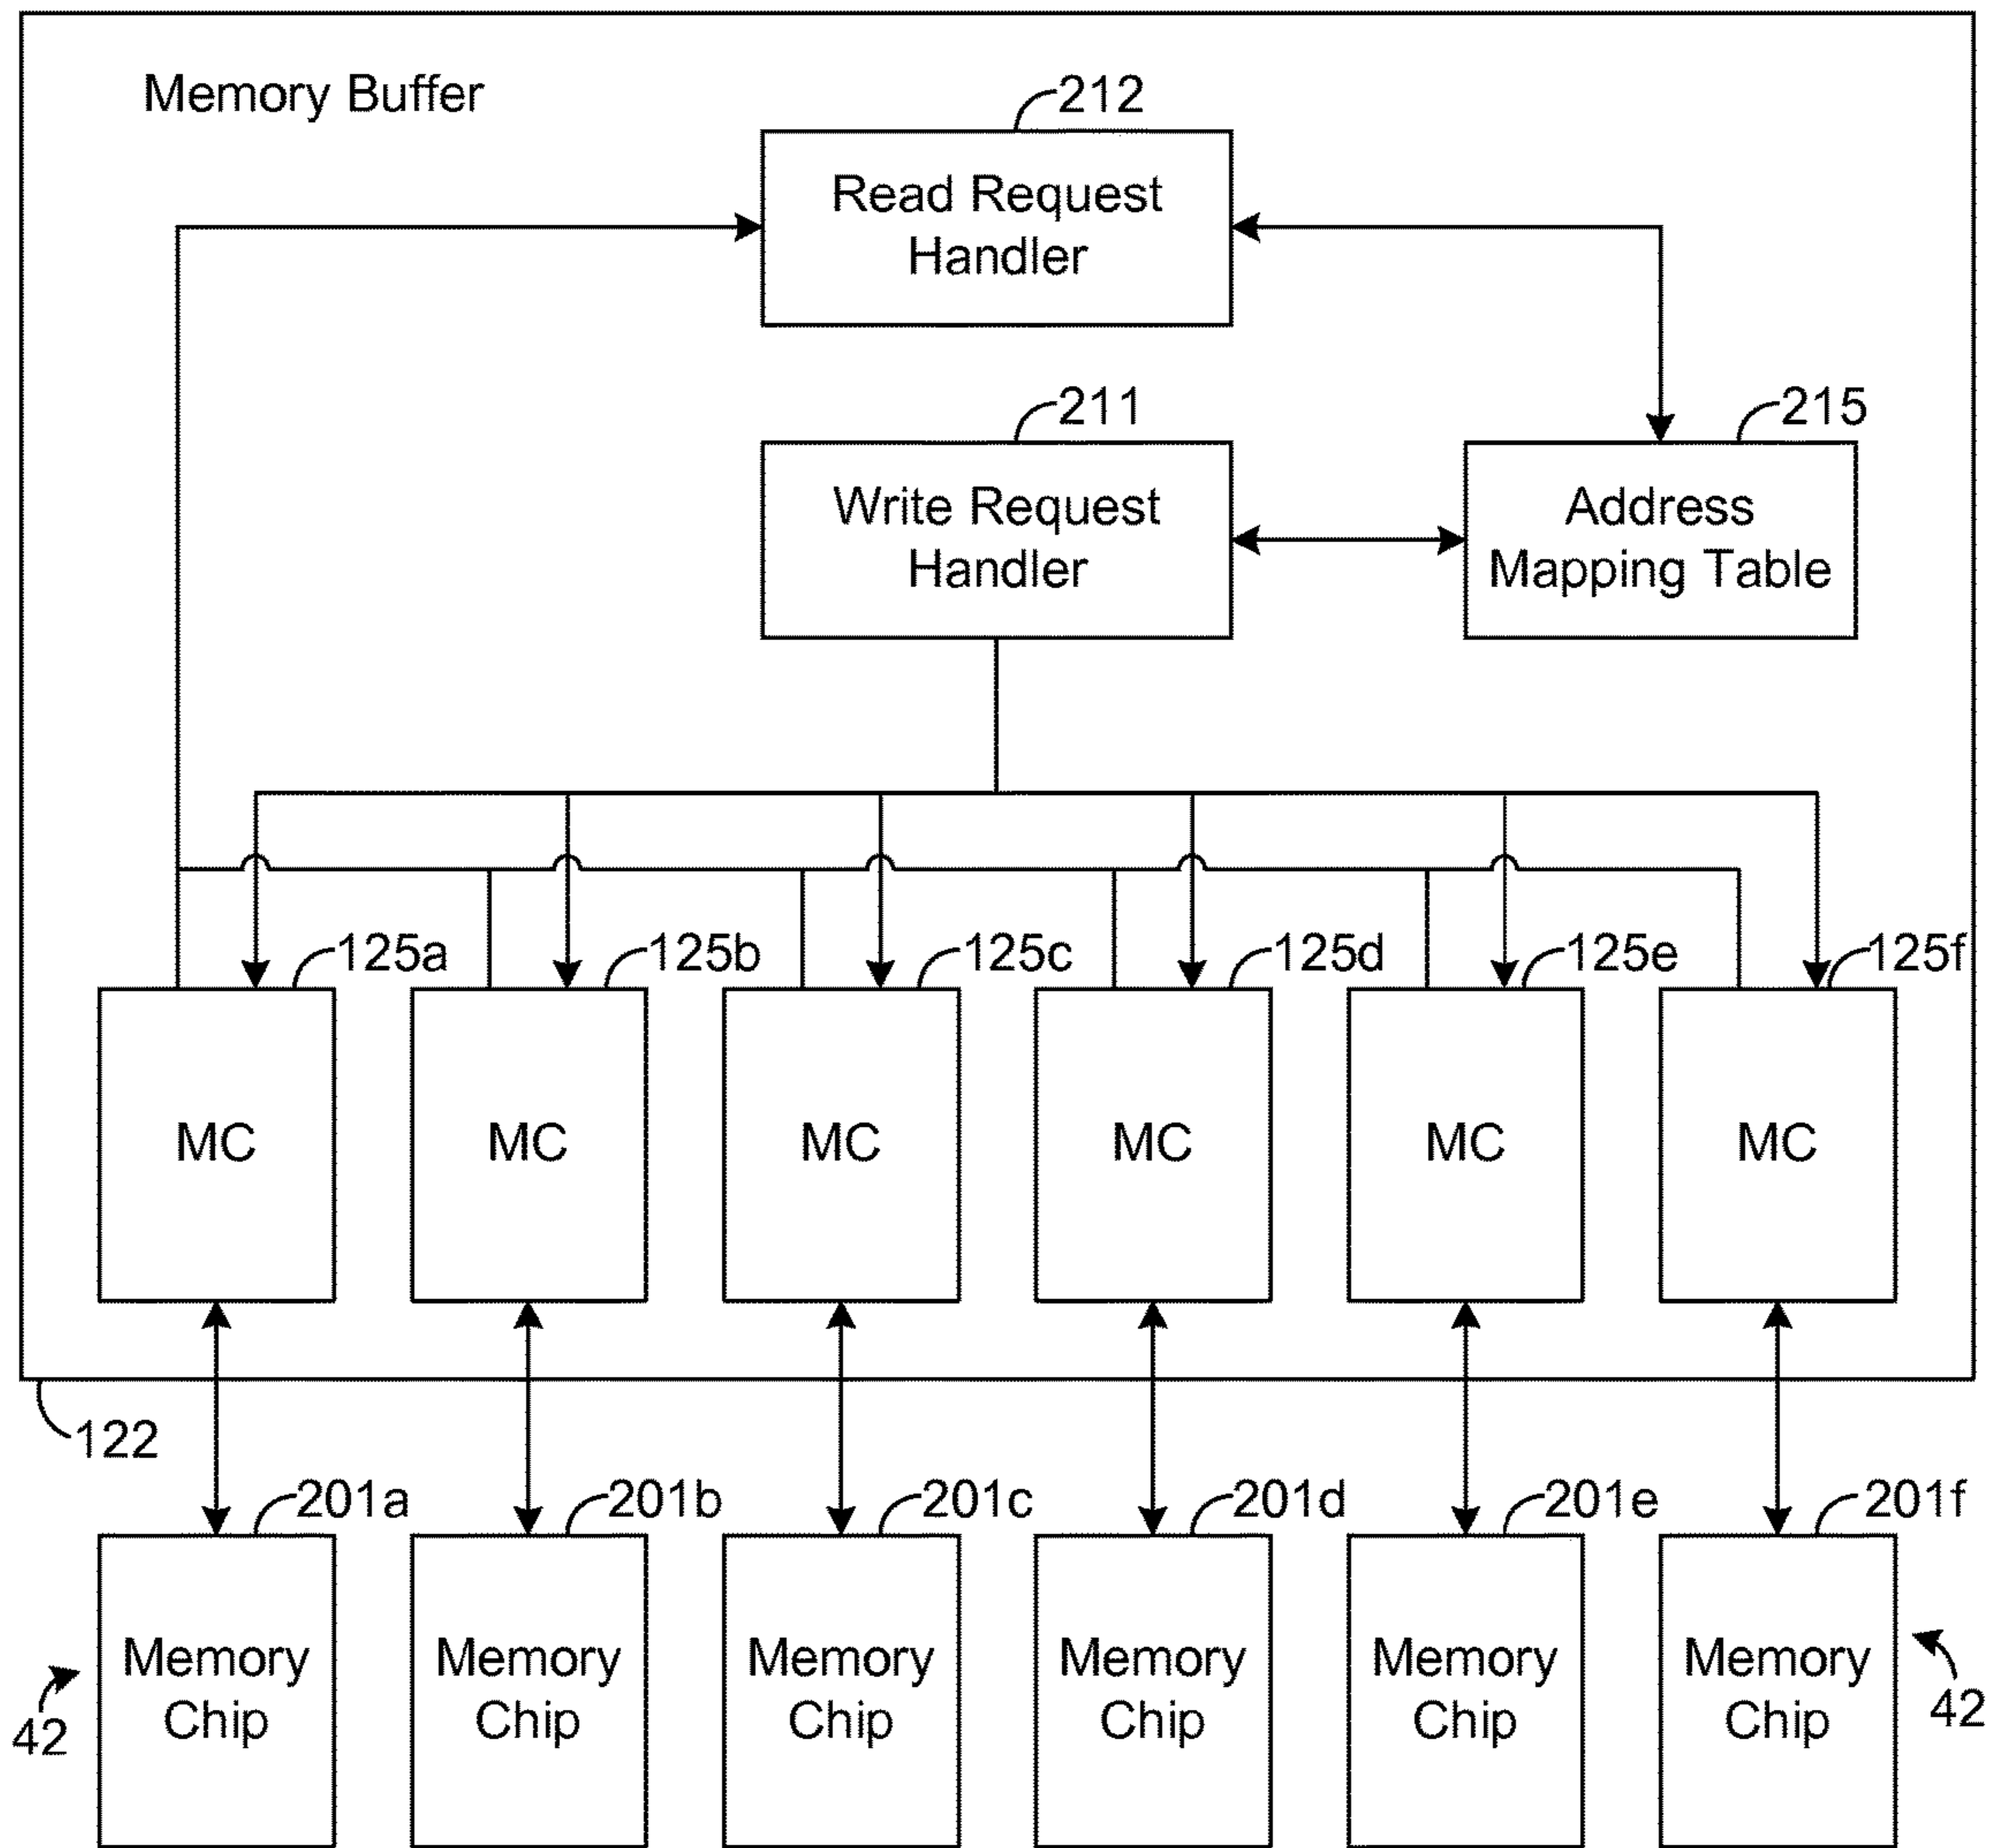 Memory Buffer
212
Read Request
Handler
211
Write Request
Handler
215
Address
Mapping Table
125a
125b
125c
125d
125e
125f
MC
MC
MC
MC
MC
MC
122
201a
201b
201c
201d
201e
201f
Memory
Chip
Memory
Chip
Memory
Chip
Memory
Chip
Memory
Chip
Memory
Chip
42
42